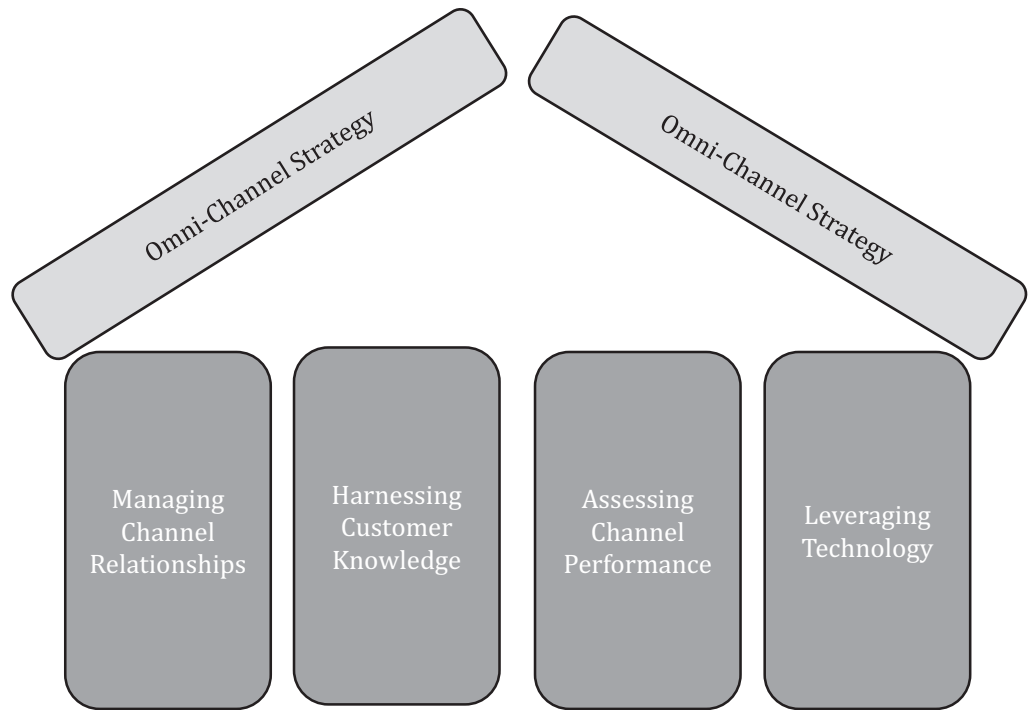 Omni-Channel Strategy
Omni-Channel Strategy
Managing
Channel
Relationships
Harnessing
Customer
Knowledge
Assessing
Channel
Performance
Leveraging
Technology